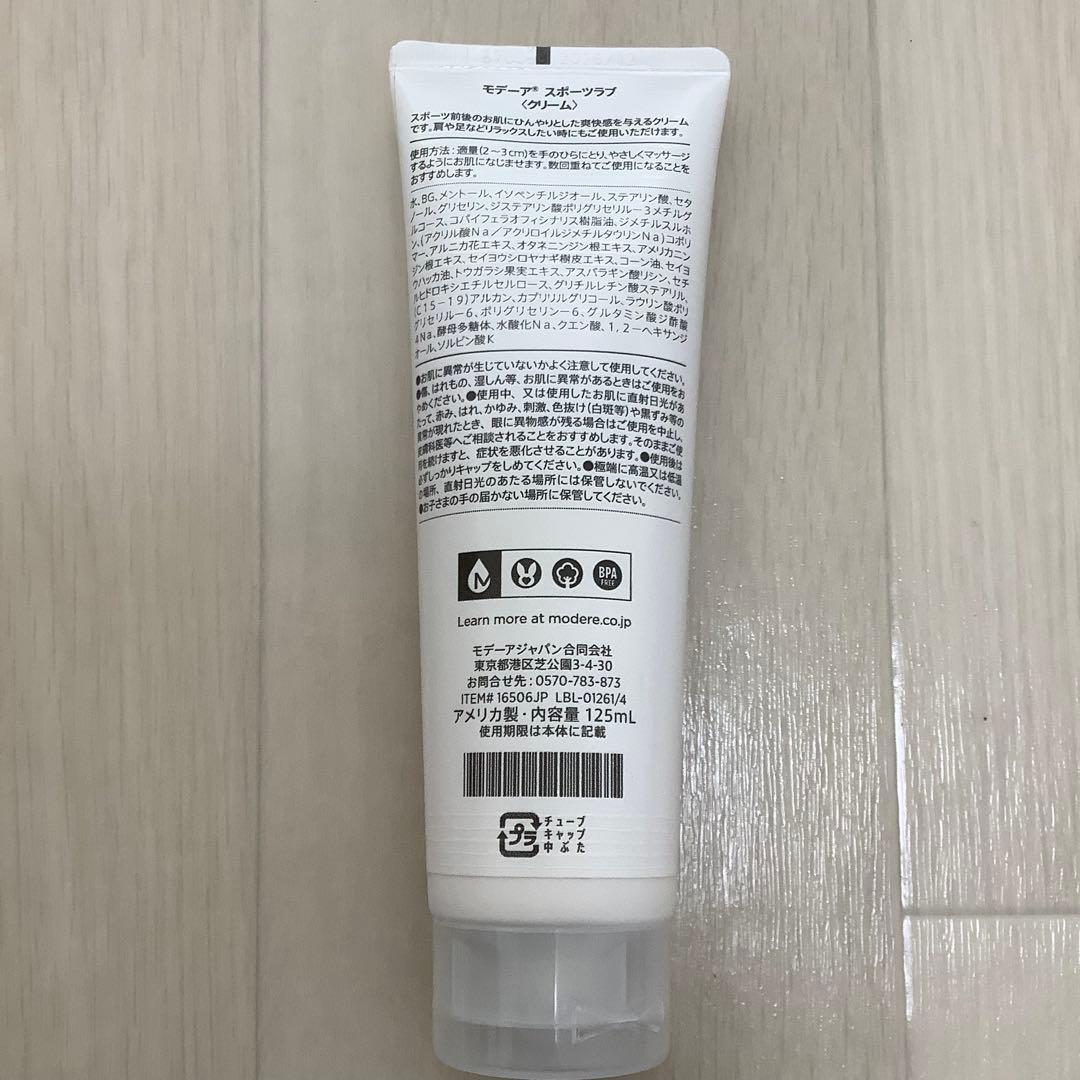 モデーア® スポーツラブ
〈クリーム〉
スポーツ前後のお肌にひんやりとした爽快感を与えるクリーム
です。肩や足などリラックスしたい時にもご使用いただけます。
使用方法：適量(2～3cm)を手のひらにとり、やさしくマッサージ
するようにお肌になじませます。数回重ねてご使用になることを
おすすめします。
水、BG、メントール、イソペンチルジオール、ステアリン酸、セタ
ノール、グリセリン、ジステアリン酸ポリグリセリル－3メチルグ
ルコース、コパイフェラオフィシナリス樹脂油、ジメチルスルホ
ン、(アクリル酸Na／アクリロイルジメチルタウリンNa)コポリ
マー、アルニカ花エキス、オタネニンジン根エキス、アメリカニン
ジン根エキス、セイヨウシロヤナギ樹皮エキス、コーン油、セイヨ
ウハッカ油、トウガラシ果実エキス、アスパラギン酸リシン、セチ
ルヒドロキシエチルセルロース、グリチルレチン酸ステアリル、
(C15－19)アルカン、カプリリルグリコール、ラウリン酸ポリ
グリセリル－6、ポリグリセリン－6、グルタミン酸ジ酢酸
4Na、酵母多糖体、水酸化Na、クエン酸、1，2－ヘキサンジ
オール、ソルビン酸K
●お肌に異常が生じていないかよく注意して使用してください。
●傷、はれもの、湿しん等、お肌に異常があるときはご使用をお
やめください。●使用中、又は使用したお肌に直射日光があ
たって、赤み、はれ、かゆみ、刺激、色抜け(白斑等)や黒ずみ等の
異常が現れたとき、眼に異物感が残る場合はご使用を中止し、
皮膚科医等へご相談されることをおすすめします。そのままご使
用を続けますと、症状を悪化させることがあります。●使用後は
必ずしっかりキャップをしめてください。●極端に高温又は低温
の場所、直射日光のあたる場所には保管しないでください。
●お子さまの手の届かない場所に保管してください。
BPA
FREE
Learn more at modere.co.jp
モデーアジャパン合同会社
東京都港区芝公園3-4-30
お問合せ先：0570-783-873
ITEM# 16506JP LBL-01261/4
アメリカ製・内容量 125mL
使用期限は本体に記載
プラ
チューブ
キャップ
中ぶた